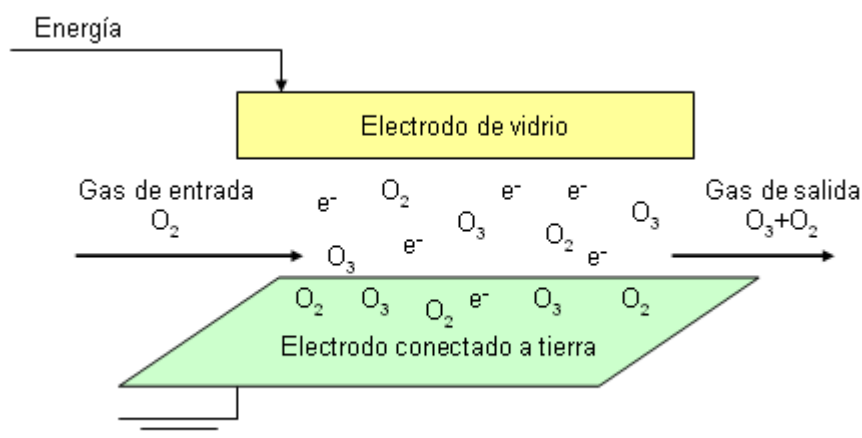 Energía
Electrodo de vidrio
Gas de entrada
O₂
Gas de salida
O₃+O₂
e⁻ O₂ e⁻ e⁻
O₃ O₂ O₃
O₃ e⁻ e⁻
O₂ O₃ O₂ e⁻ O₃ O₂
Electrodo conectado a tierra